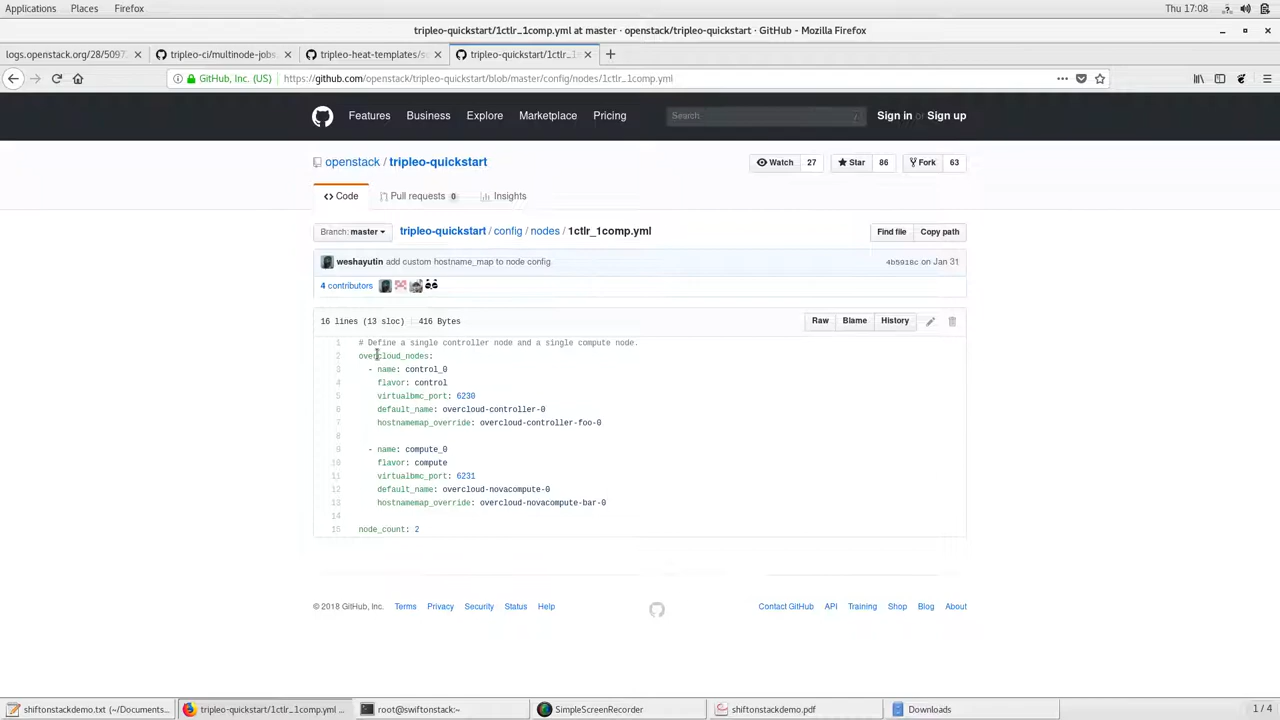 Applications Places Firefox Thu 17:08
tripleo-quickstart/1ctlr_1comp.yml at master · openstack/tripleo-quickstart · GitHub - Mozilla Firefox
logs.openstack.org/28/5097 tripleo-ci/multinode-jobs tripleo-heat-templates/s tripleo-quickstart/1ctlr_1
GitHub, Inc. (US) https://github.com/openstack/tripleo-quickstart/blob/master/config/nodes/1ctlr_1comp.yml
Features Business Explore Marketplace Pricing Search / Sign in or Sign up
openstack / tripleo-quickstart Watch 27 Star 86 Fork 63
Code Pull requests 0 Insights
Branch: master tripleo-quickstart / config / nodes / 1ctlr_1comp.yml Find file Copy path
weshayutin add custom hostname_map to node config 4b5918c on Jan 31
4 contributors
16 lines (13 sloc) 416 Bytes Raw Blame History
1 # Define a single controller node and a single compute node.
2 overcloud_nodes:
3 - name: control_0
4 flavor: control
5 virtualbmc_port: 6230
6 default_name: overcloud-controller-0
7 hostnamemap_override: overcloud-controller-foo-0
8
9 - name: compute_0
10 flavor: compute
11 virtualbmc_port: 6231
12 default_name: overcloud-novacompute-0
13 hostnamemap_override: overcloud-novacompute-bar-0
14
15 node_count: 2
© 2018 GitHub, Inc. Terms Privacy Security Status Help Contact GitHub API Training Shop Blog About
shiftonstackdemo.txt (~/Documents... tripleo-quickstart/1ctlr_1comp.yml ... root@swiftonstack:~ SimpleScreenRecorder shiftonstackdemo.pdf Downloads 1 / 4